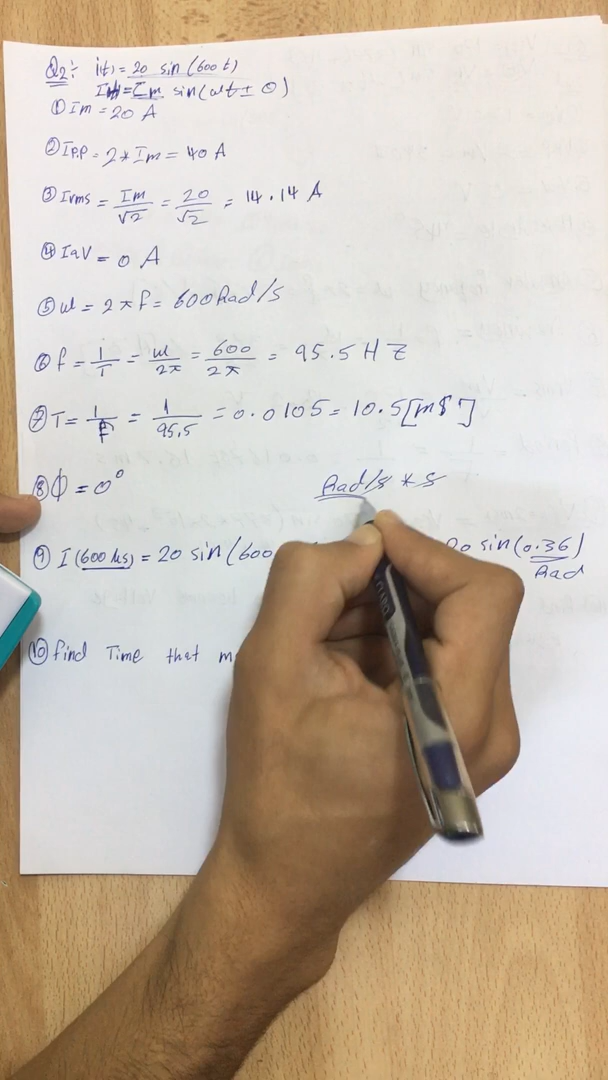 Q2:- i(t) = 20 sin (600t)
I(t) = Im sin(ωt ± θ)
① Im = 20 A
② Ip.p = 2*Im = 40 A
③ Irms = Im/√2 = 20/√2 = 14.14 A
④ Iav = 0 A
⑤ ω = 2πf = 600 Rad/s
⑥ f = 1/T = ω/2π = 600/2π = 95.5 HZ
⑦ T = 1/f = 1/95.5 = 0.0105 = 10.5 [ms]
⑧ Φ = 0°
Rad/s * s
⑨ I (600 μs) = 20 sin (600 20 sin (0.36)
Rad
⑩ find Time that m